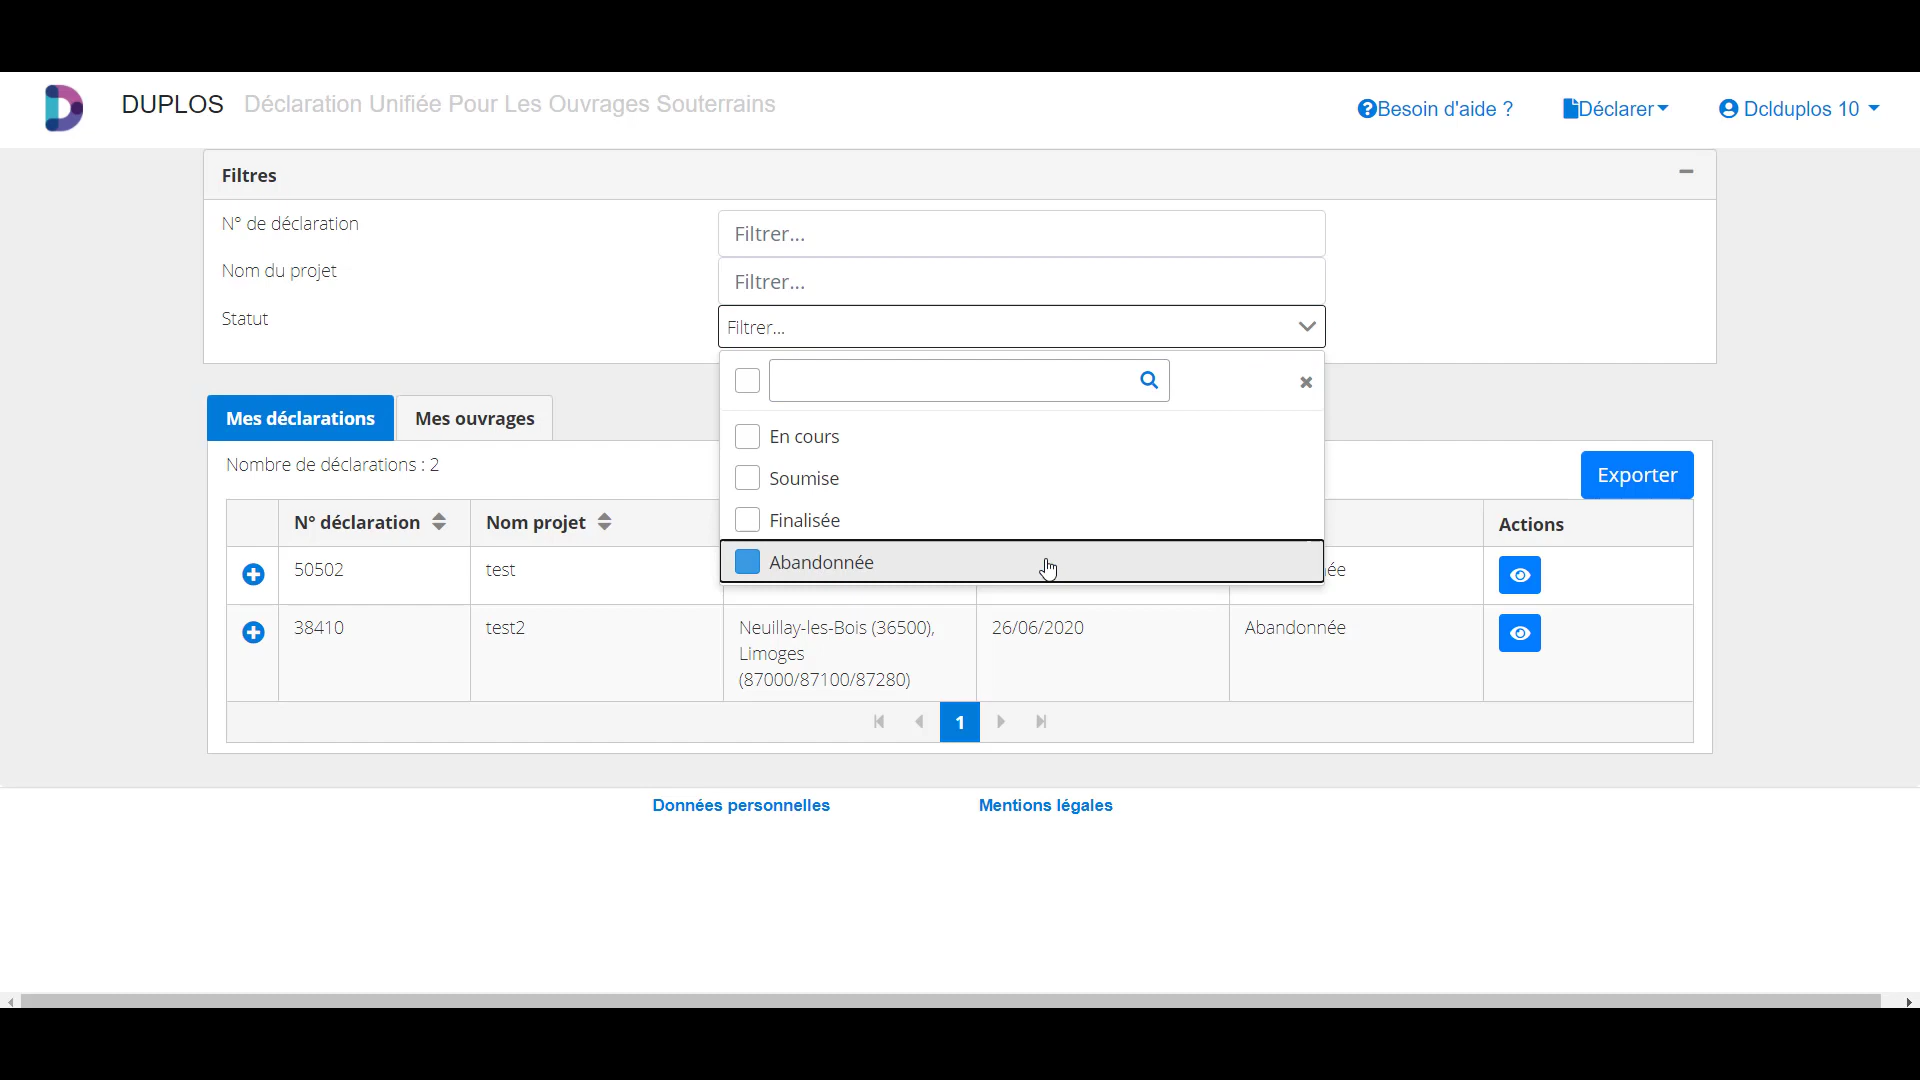 DUPLOS Déclaration Unifiée Pour Les Ouvrages Souterrains
Besoin d'aide ?
Déclarer
Dclduplos 10
Filtres
N° de déclaration
Filtrer...
Nom du projet
Filtrer...
Statut
Filtrer...
En cours
Soumise
Finalisée
Abandonnée
Mes déclarations
Mes ouvrages
Nombre de déclarations : 2
Exporter
N° déclaration
Nom projet
Actions
50502
test
ée
38410
test2
Neuillay-les-Bois (36500),
Limoges
(87000/87100/87280)
26/06/2020
Abandonnée
1
Données personnelles
Mentions légales